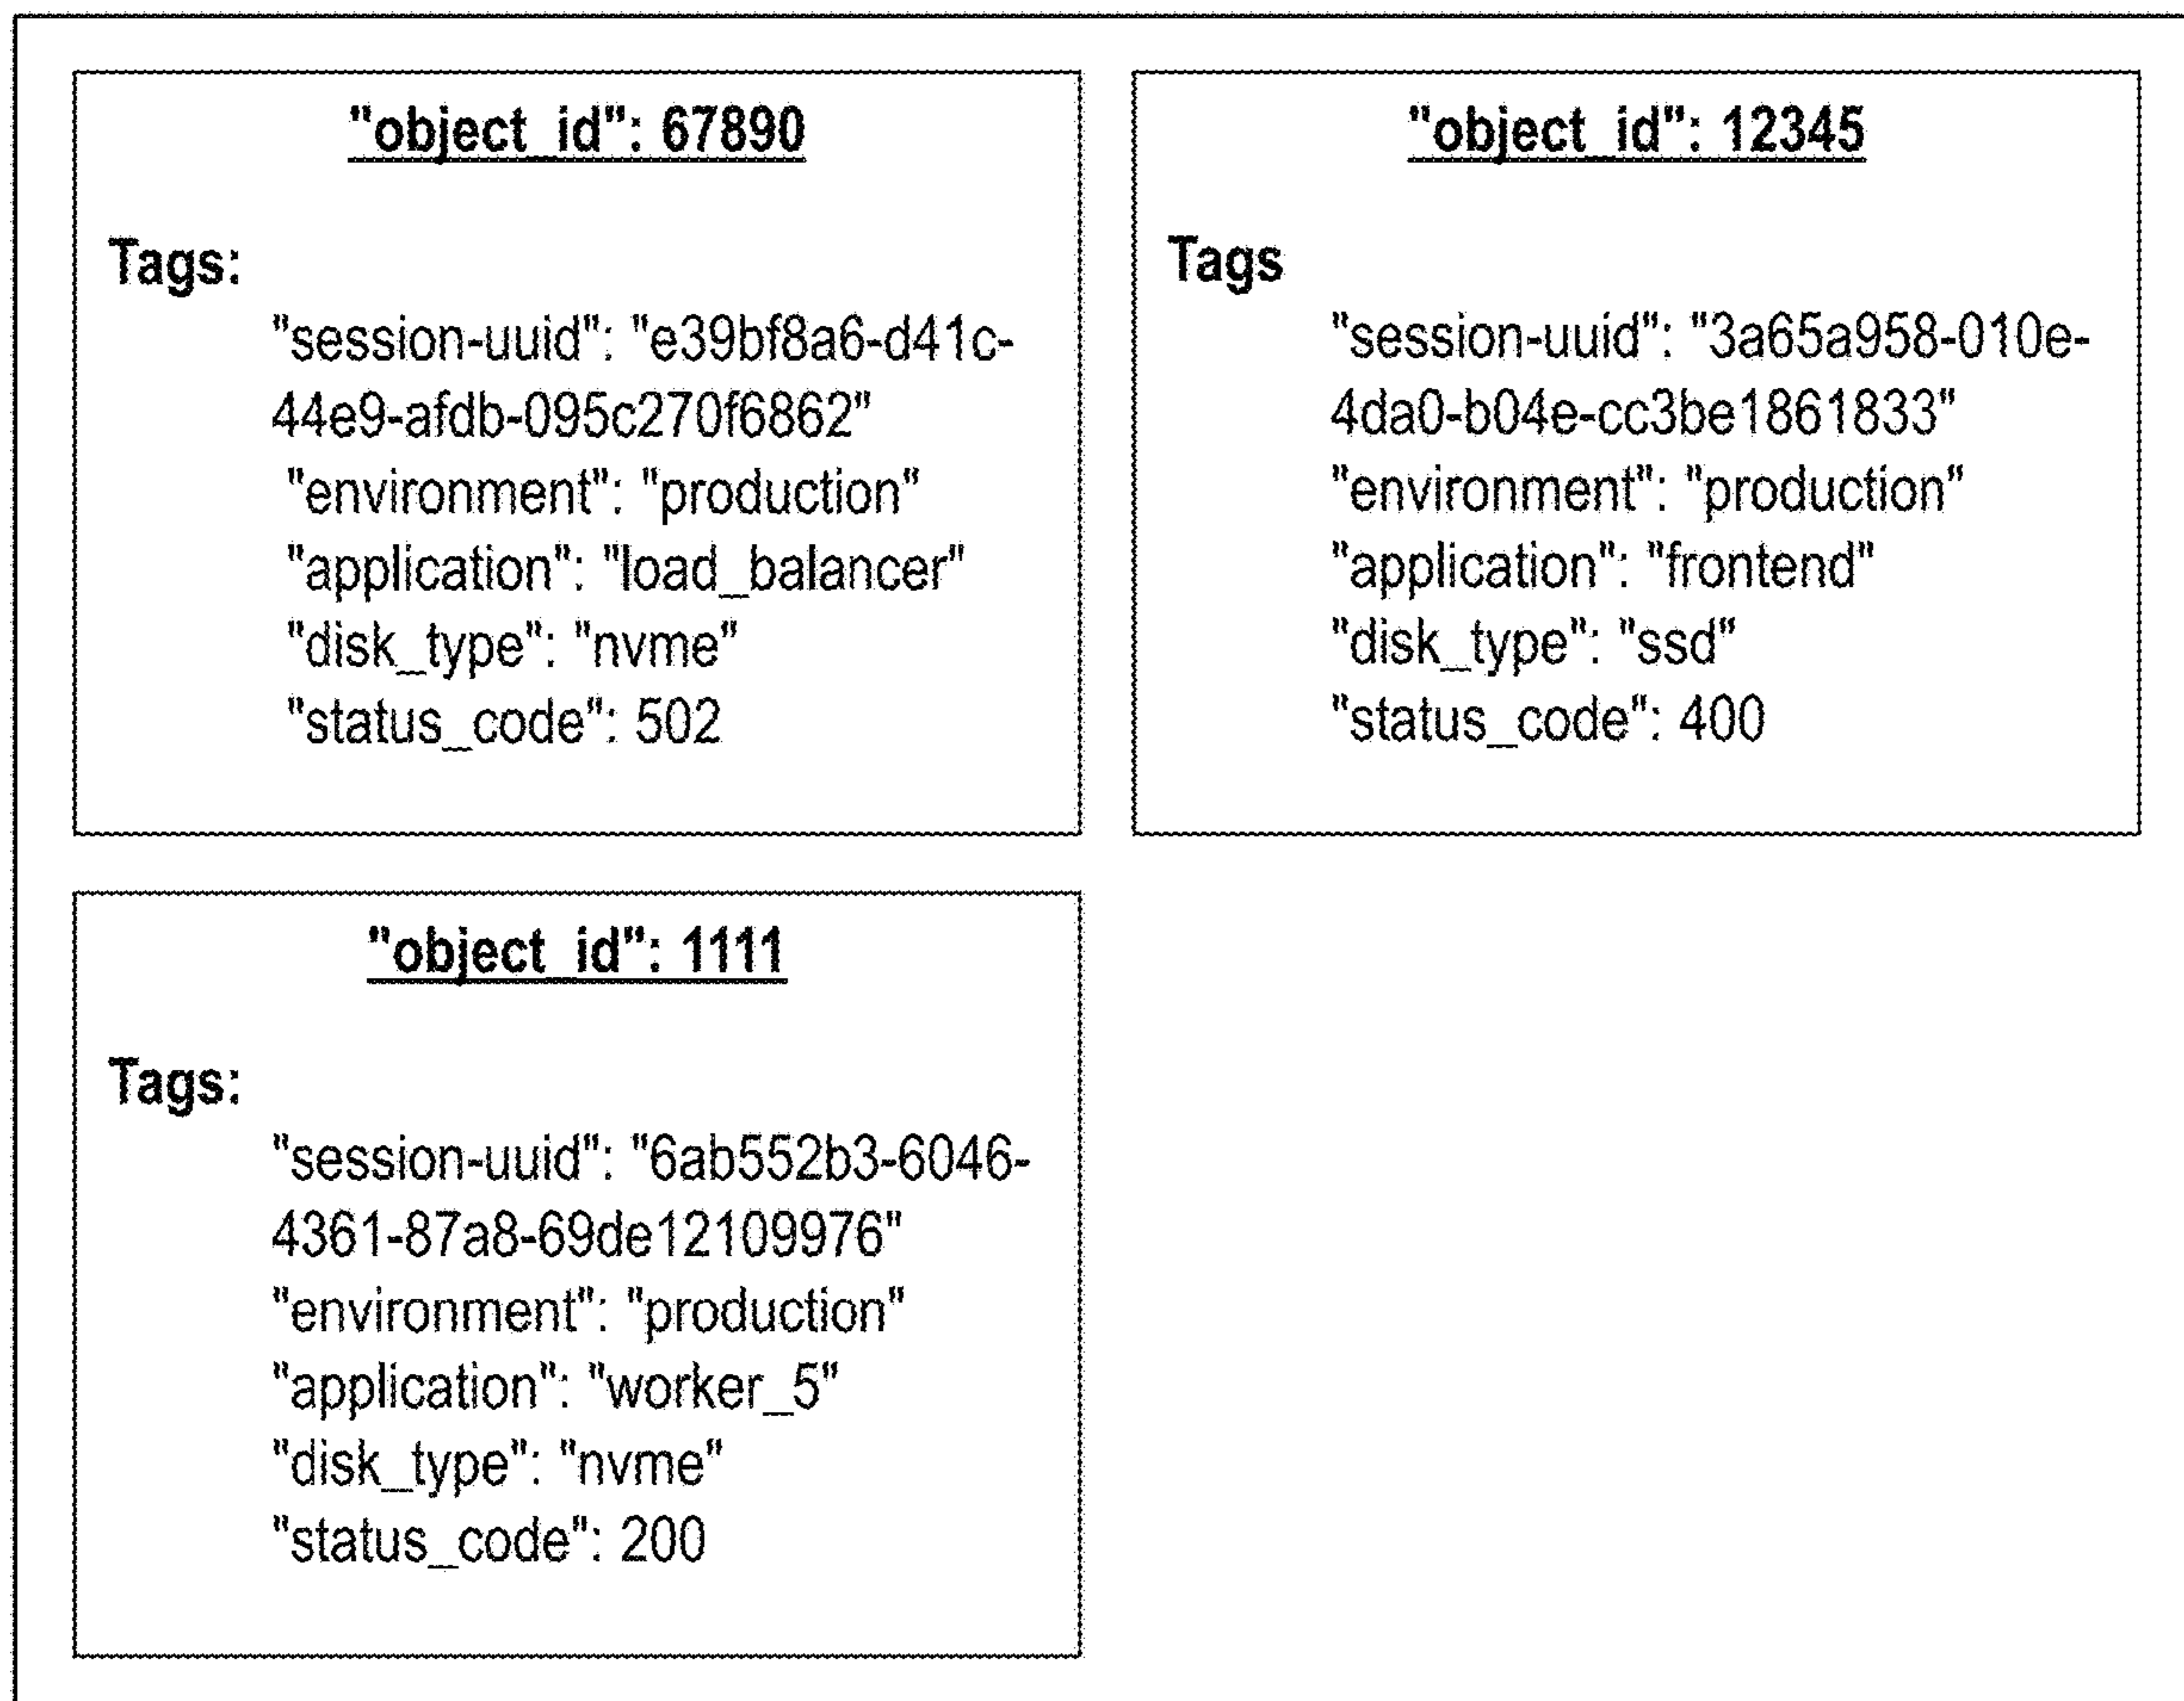 "object_id": 67890
Tags:
"session-uuid": "e39bf8a6-d41c-
44e9-afdb-095c270f6862"
"environment": "production"
"application": "load_balancer"
"disk_type": "nvme"
"status_code": 502
"object_id": 12345
Tags
"session-uuid": "3a65a958-010e-
4da0-b04e-cc3be1861833"
"environment": "production"
"application": "frontend"
"disk_type": "ssd"
"status_code": 400
"object_id": 1111
Tags:
"session-uuid": "6ab552b3-6046-
4361-87a8-69de12109976"
"environment": "production"
"application": "worker_5"
"disk_type": "nvme"
"status_code": 200